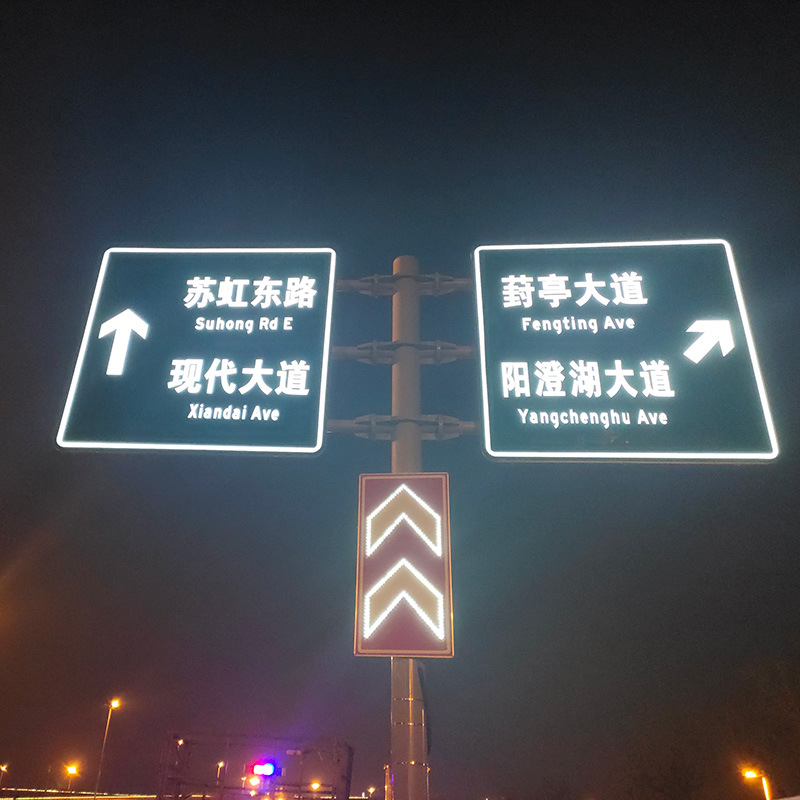 苏虹东路
Suhong Rd E
现代大道
Xiandai Ave
葑亭大道
Fengting Ave
阳澄湖大道
Yangchenghu Ave